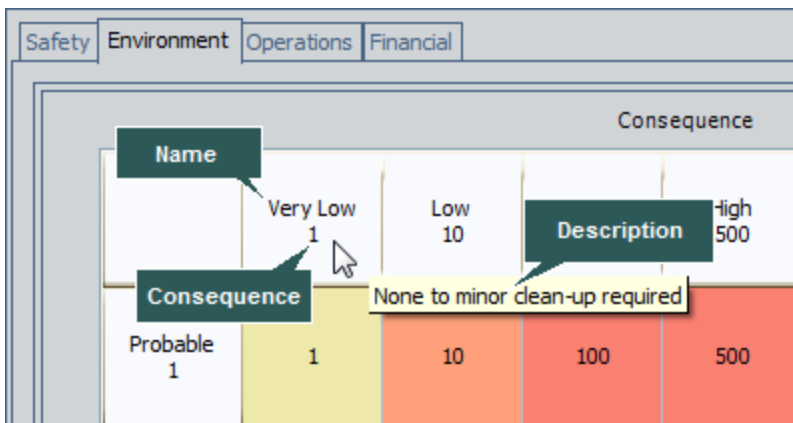 Safety Environment Operations Financial
Consequence
Name
Very Low Low High
1 10 500
Description
Consequence
None to minor clean-up required
Probable
1
1 10 100 500